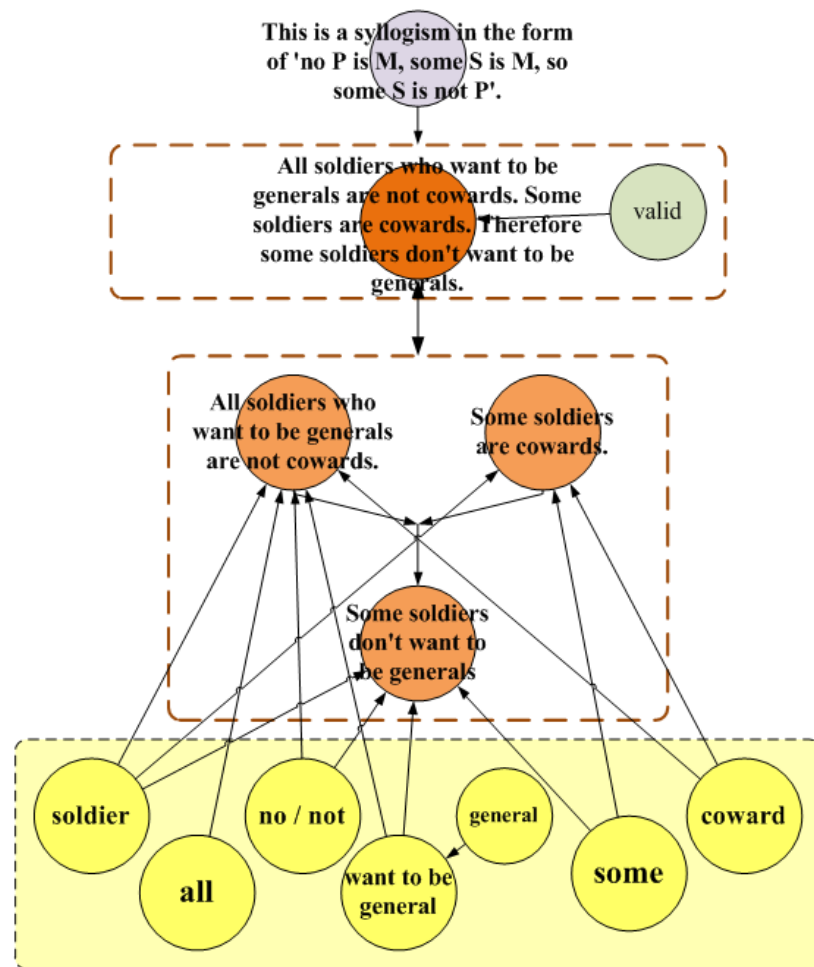 This is a syllogism in the form
of 'no P is M, some S is M, so
some S is not P'.
All soldiers who want to be
generals are not cowards. Some
soldiers are cowards. Therefore
some soldiers don't want to be
generals.
valid
All soldiers who
want to be generals
are not cowards.
Some soldiers
are cowards.
Some soldiers
don't want to
be generals
soldier
no / not
general
coward
all
want to be
general
some